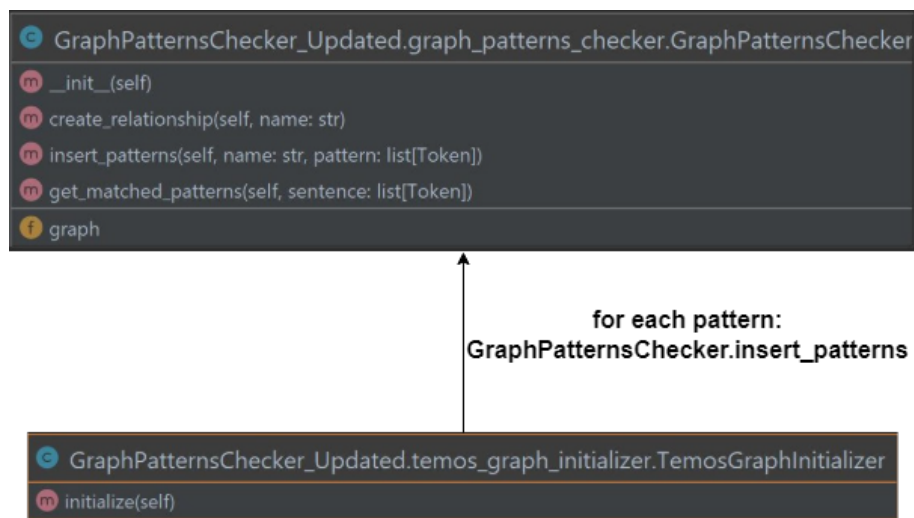 C GraphPatternsChecker_Updated.graph_patterns_checker.GraphPatternsChecker
m __init__(self)
m create_relationship(self, name: str)
m insert_patterns(self, name: str, pattern: list[Token])
m get_matched_patterns(self, sentence: list[Token])
f graph
for each pattern:
GraphPatternsChecker.insert_patterns
C GraphPatternsChecker_Updated.temos_graph_initializer.TemosGraphInitializer
m initialize(self)